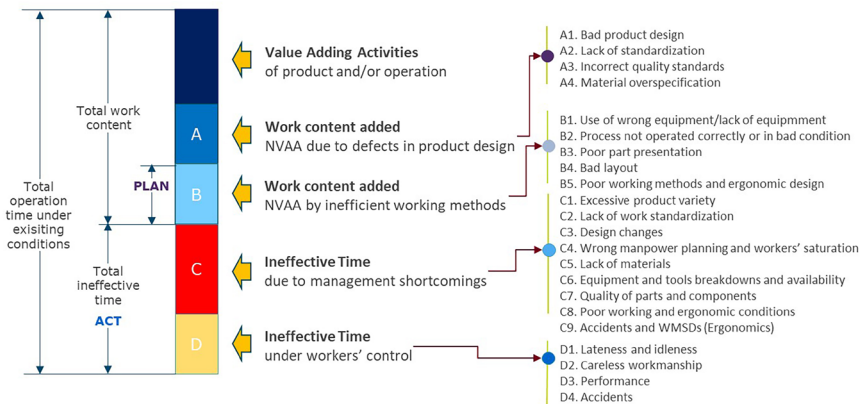 Total operation time under exisiting conditions
Total work content
PLAN
Total ineffective time
ACT
A
B
C
D
Value Adding Activities
of product and/or operation
Work content added
NVAA due to defects in product design
Work content added
NVAA by inefficient working methods
Ineffective Time
due to management shortcomings
Ineffective Time
under workers' control
A1. Bad product design
A2. Lack of standardization
A3. Incorrect quality standards
A4. Material overspecification
B1. Use of wrong equipment/lack of equipmment
B2. Process not operated correctly or in bad condition
B3. Poor part presentation
B4. Bad layout
B5. Poor working methods and ergonomic design
C1. Excessive product variety
C2. Lack of work standardization
C3. Design changes
C4. Wrong manpower planning and workers' saturation
C5. Lack of materials
C6. Equipment and tools breakdowns and availability
C7. Quality of parts and components
C8. Poor working and ergonomic conditions
C9. Accidents and WMSDs (Ergonomics)
D1. Lateness and idleness
D2. Careless workmanship
D3. Performance
D4. Accidents